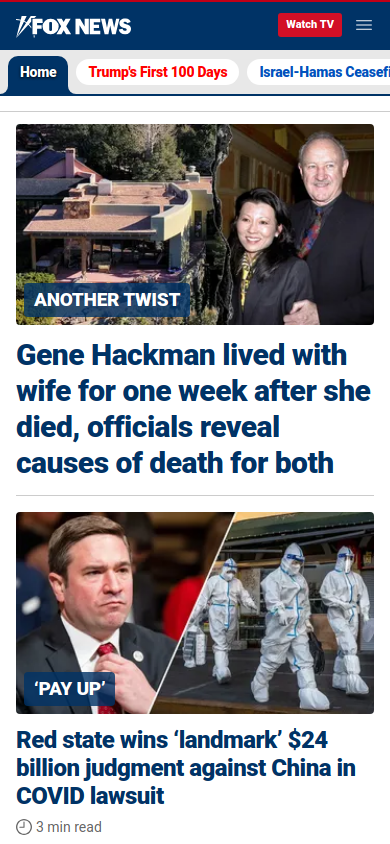 FOX NEWS
Watch TV
Home
Trump's First 100 Days
Israel-Hamas Ceasefi
ANOTHER TWIST
Gene Hackman lived with
wife for one week after she
died, officials reveal
causes of death for both
‘PAY UP’
Red state wins ‘landmark’ $24
billion judgment against China in
COVID lawsuit
3 min read